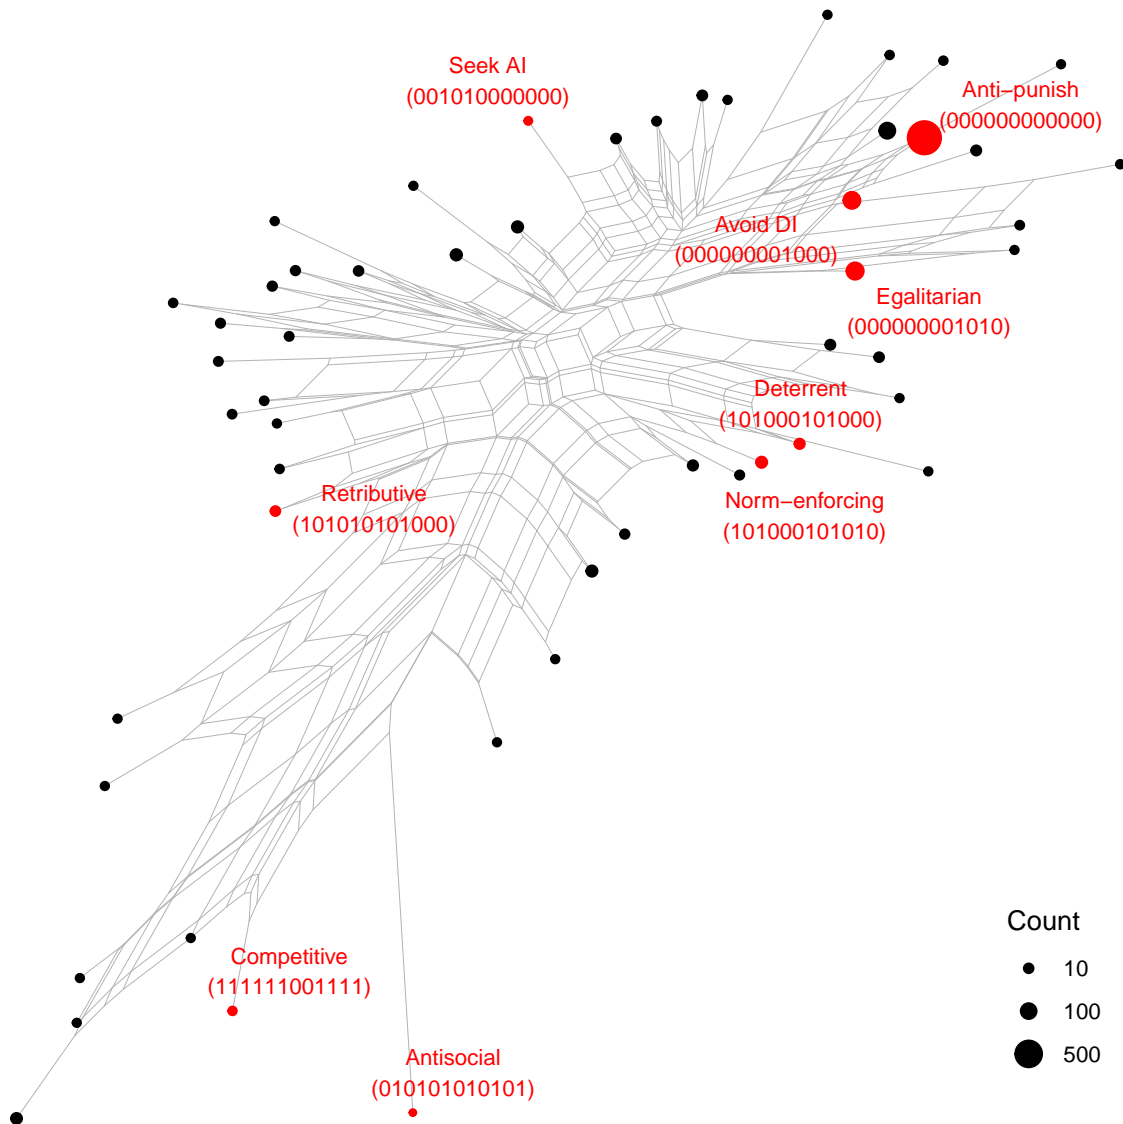 Seek AI
(001010000000)
Anti−punish
(000000000000)
Avoid DI
(000000001000)
Egalitarian
(000000001010)
Deterrent
(101000101000)
Retributive
(101010101000)
Norm−enforcing
(101000101010)
Competitive
(111111001111)
Antisocial
(010101010101)
Count
10
100
500